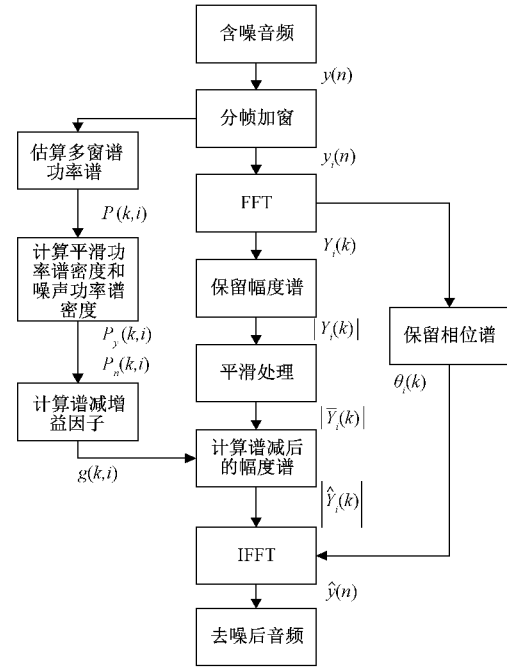 含噪音频
y(n)
分帧加窗
y_i(n)
估算多窗谱
功率谱
P(k,i)
计算平滑功
率谱密度和
噪声功率谱
密度
P_y(k,i)
P_n(k,i)
计算谱减增
益因子
g(k,i)
FFT
Y_i(k)
保留幅度谱
|Y_i(k)|
平滑处理
|Ȳ_i(k)|
计算谱减后
的幅度谱
|Ŷ_i(k)|
保留相位谱
θ_i(k)
IFFT
ŷ(n)
去噪后音频